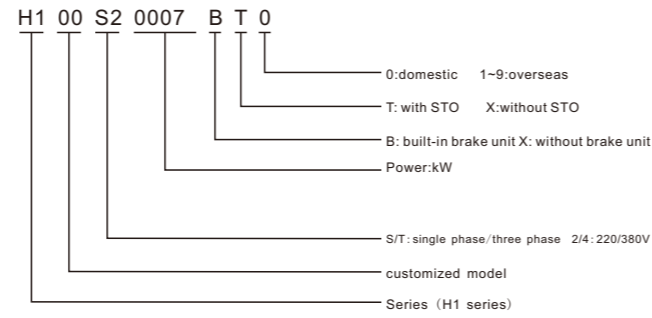 H1 00 S2 0007 B T 0
0:domestic 1~9:overseas
T: with STO X:without STO
B: built-in brake unit X: without brake unit
Power:kW
S/T: single phase/three phase 2/4: 220/380V
customized model
Series (H1 series)